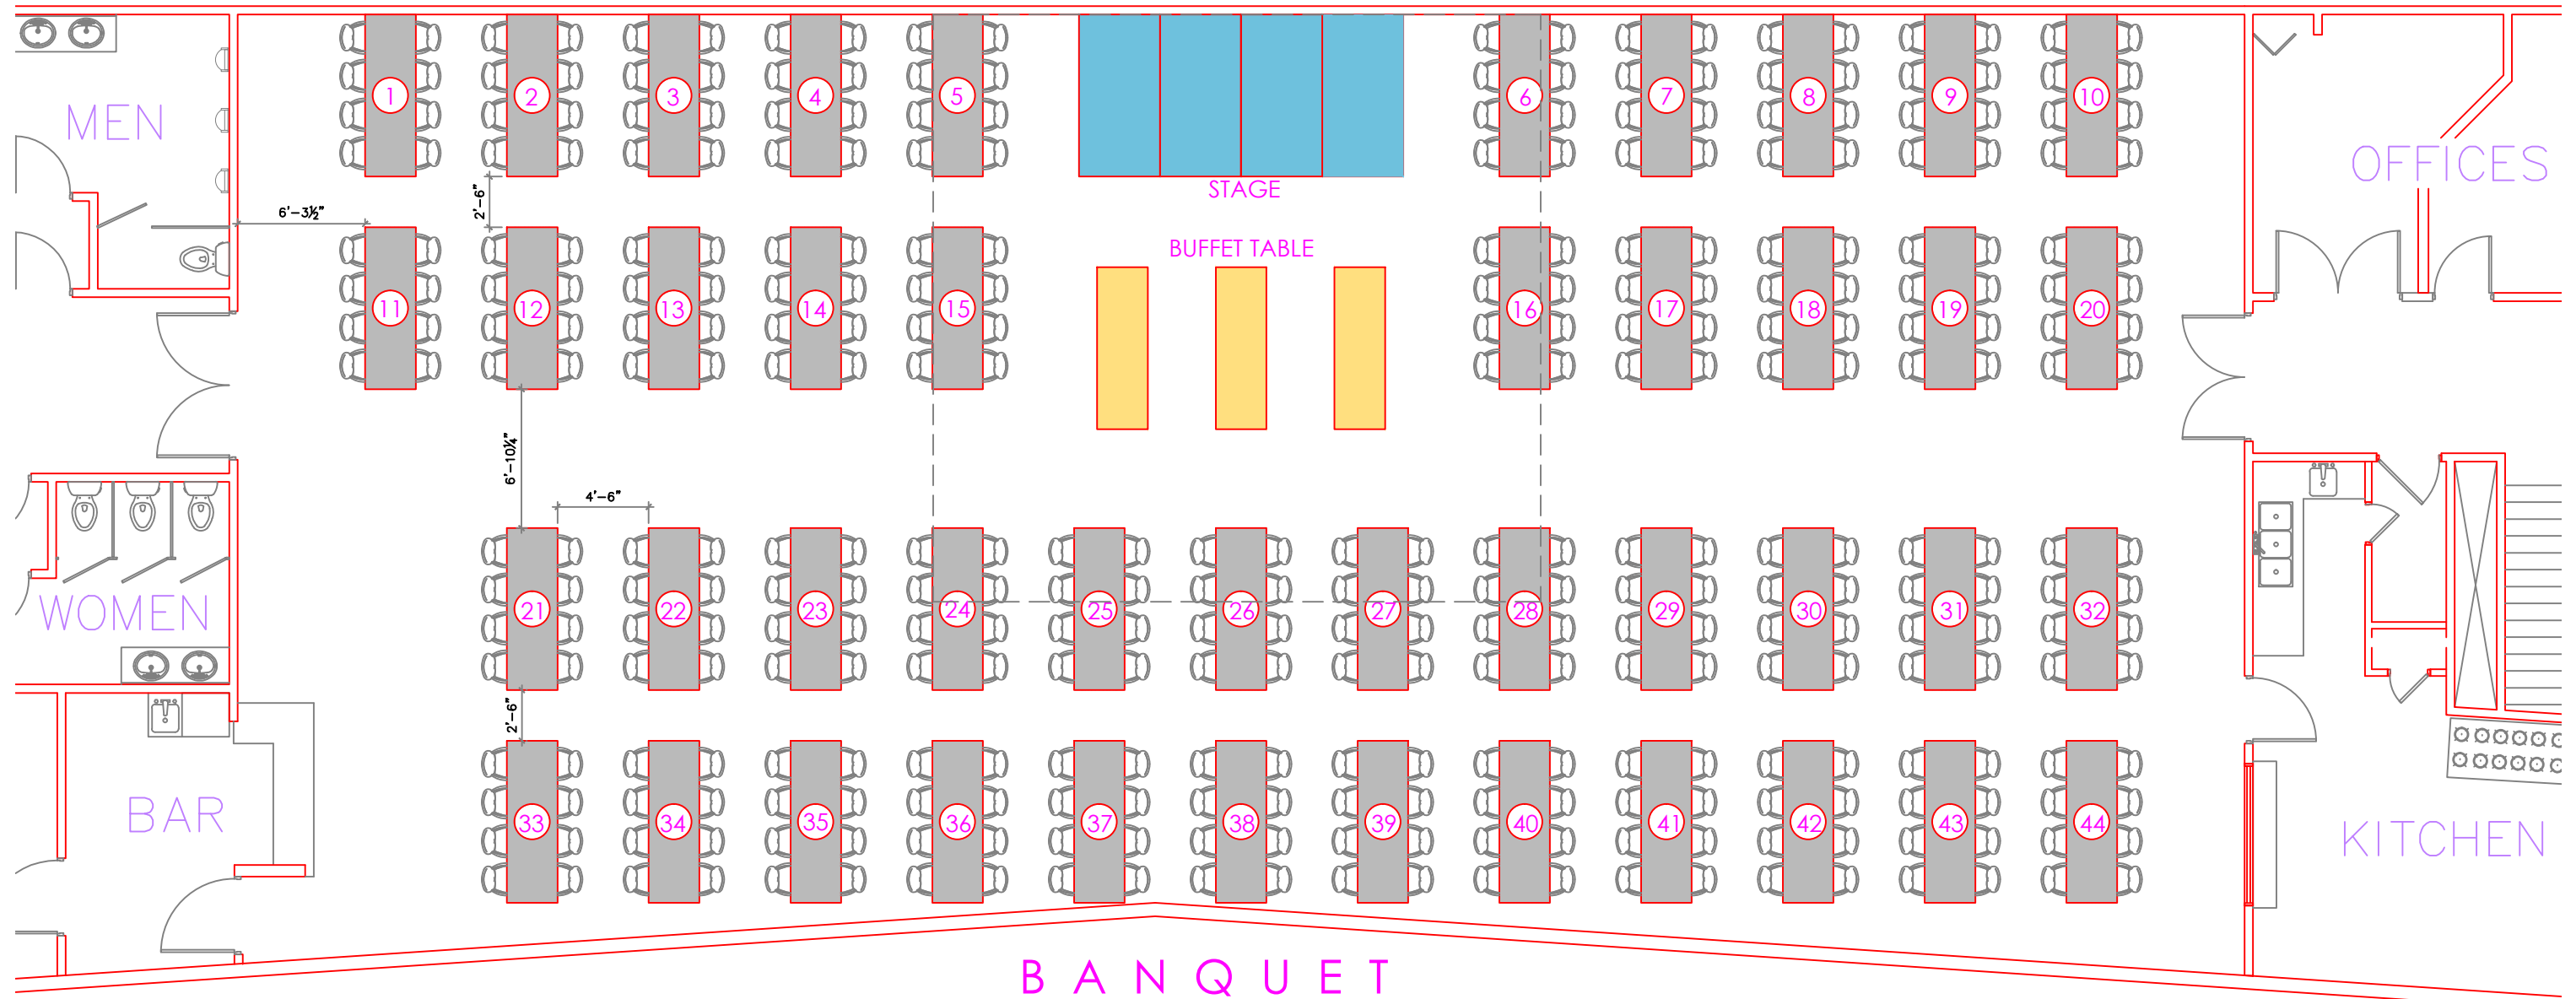 1 2 3 4 5 6 7 8 9 10
MEN
OFFICES
STAGE
2'-6"
6'-3½"
BUFFET TABLE
11 12 13 14 15 16 17 18 19 20
6'-10¼"
4'-6"
WOMEN
21 22 23 24 25 26 27 28 29 30 31 32
2'-6"
BAR
33 34 35 36 37 38 39 40 41 42 43 44
KITCHEN
BANQUET